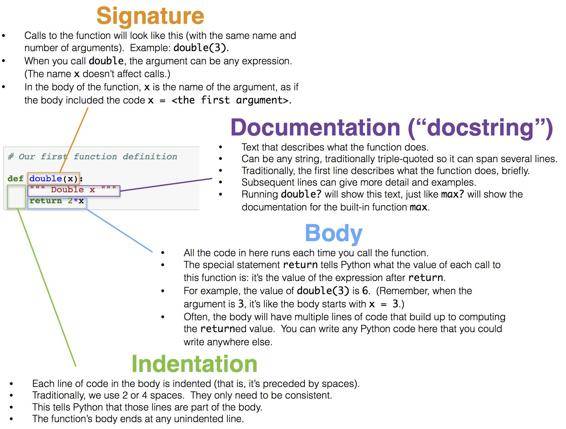 Signature
• Calls to the function will look like this (with the same name and
number of arguments). Example: double(3).
• When you call double, the argument can be any expression.
(The name x doesn't affect calls.)
• In the body of the function, x is the name of the argument, as if
the body included the code x = <the first argument>.
Documentation (“docstring”)
• Text that describes what the function does.
• Can be any string, traditionally triple-quoted so it can span several lines.
• Traditionally, the first line describes what the function does, briefly.
• Subsequent lines can give more detail and examples.
• Running double? will show this text, just like max? will show the
documentation for the built-in function max.
# Our first function definition
def double(x):
""" Double x """
return 2*x
Body
• All the code in here runs each time you call the function.
• The special statement return tells Python what the value of each call to
this function is: it's the value of the expression after return.
• For example, the value of double(3) is 6. (Remember, when the
argument is 3, it's like the body starts with x = 3.)
• Often, the body will have multiple lines of code that build up to computing
the returned value. You can write any Python code here that you could
write anywhere else.
Indentation
• Each line of code in the body is indented (that is, it's preceded by spaces).
• Traditionally, we use 2 or 4 spaces. They only need to be consistent.
• This tells Python that those lines are part of the body.
• The function's body ends at any unindented line.